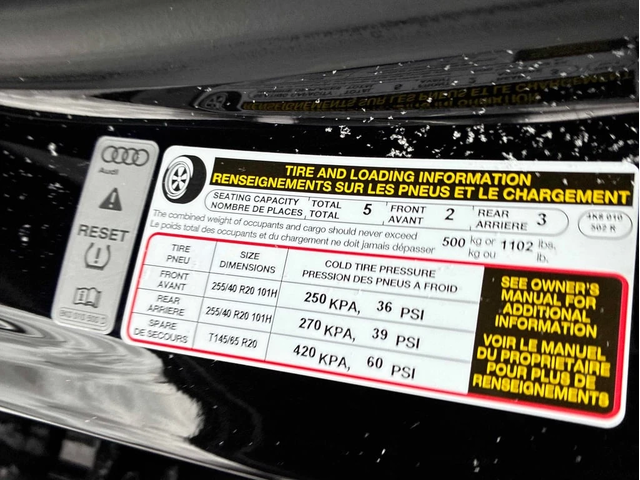 Audi
RESET
TIRE AND LOADING INFORMATION
RENSEIGNEMENTS SUR LES PNEUS ET LE CHARGEMENT
SEATING CAPACITY TOTAL 5 FRONT 2 REAR 3
NOMBRE DE PLACES TOTAL AVANT ARRIERE
4K8 010
502 R
The combined weight of occupants and cargo should never exceed 500 kg or 1102 lbs.
Le poids total des occupants et du chargement ne doit jamais dépasser kg ou lb.
TIRE SIZE COLD TIRE PRESSURE
PNEU DIMENSIONS PRESSION DES PNEUS A FROID
FRONT
AVANT 255/40 R20 101H 250 KPA, 36 PSI
REAR
ARRIERE 255/40 R20 101H 270 KPA, 39 PSI
SPARE
DE SECOURS T145/65 R20 420 KPA, 60 PSI
SEE OWNER'S
MANUAL FOR
ADDITIONAL
INFORMATION
VOIR LE MANUEL
DU PROPRIETAIRE
POUR PLUS DE
RENSEIGNEMENTS